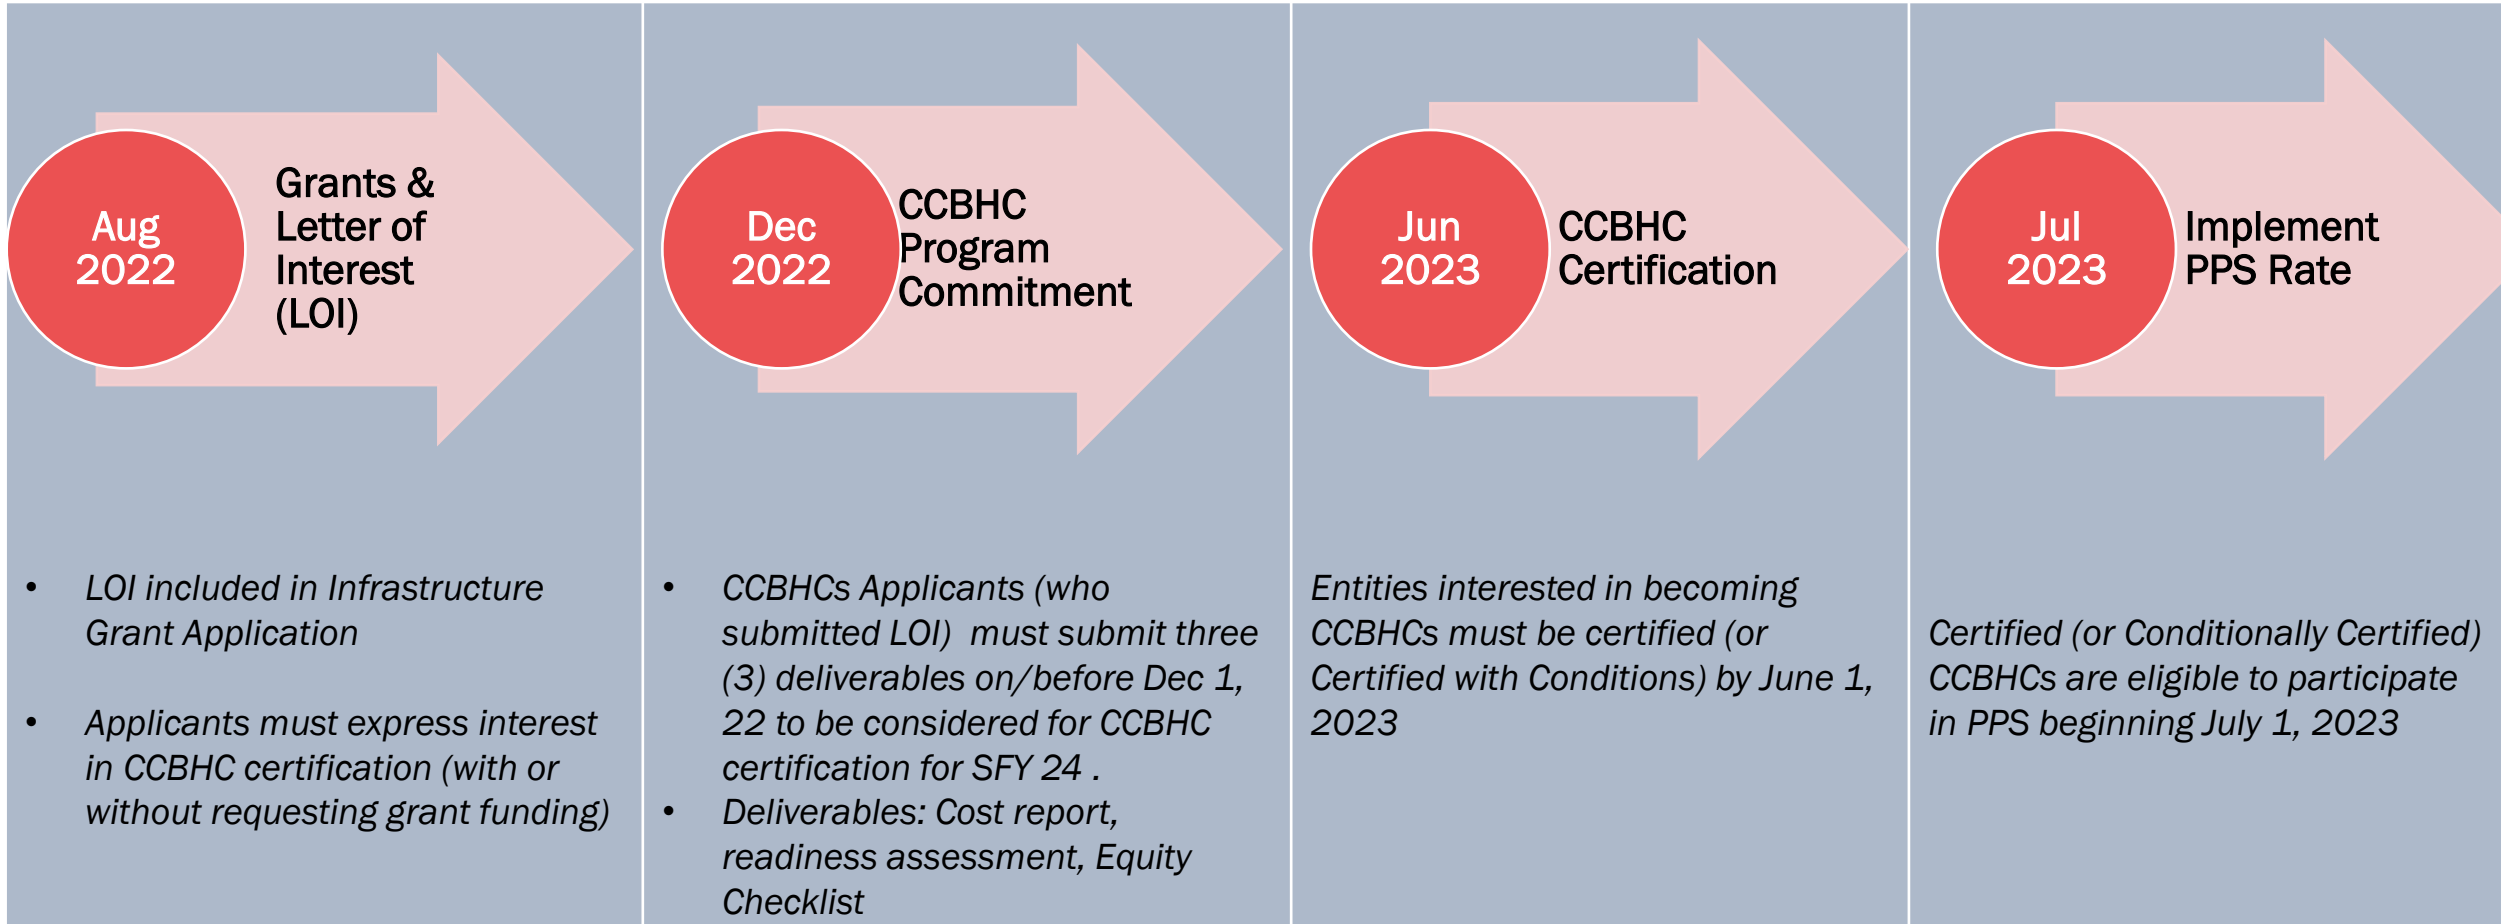 Aug
2022
Grants &
Letter of
Interest
(LOI)
Dec
2022
CCBHC
Program
Commitment
Jun
2023
CCBHC
Certification
Jul
2023
Implement
PPS Rate
• LOI included in Infrastructure
Grant Application
• Applicants must express interest
in CCBHC certification (with or
without requesting grant funding)
• CCBHCs Applicants (who
submitted LOI)  must submit three
(3) deliverables on/before Dec 1,
22 to be considered for CCBHC
certification for SFY 24 .
• Deliverables: Cost report,
readiness assessment, Equity
Checklist
Entities interested in becoming
CCBHCs must be certified (or
Certified with Conditions) by June 1,
2023
Certified (or Conditionally Certified)
CCBHCs are eligible to participate
in PPS beginning July 1, 2023